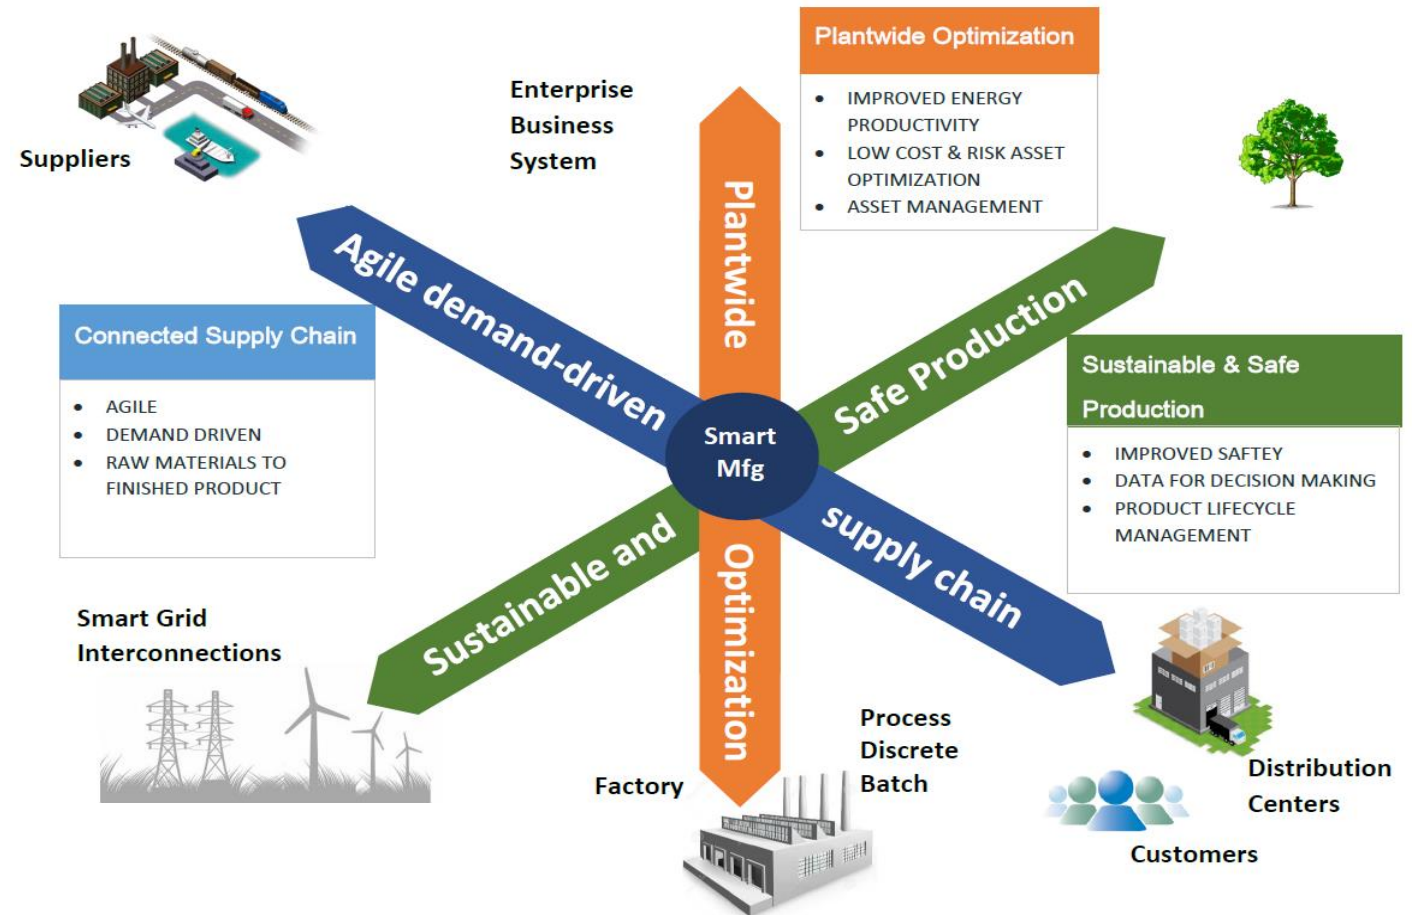 Plantwide Optimization
• IMPROVED ENERGY
PRODUCTIVITY
• LOW COST & RISK ASSET
OPTIMIZATION
• ASSET MANAGEMENT
Enterprise
Business
System
Suppliers
Plantwide
Optimization
Agile demand-driven
supply chain
Sustainable and
Safe Production
Smart
Mfg
Connected Supply Chain
• AGILE
• DEMAND DRIVEN
• RAW MATERIALS TO
FINISHED PRODUCT
Sustainable & Safe
Production
• IMPROVED SAFTEY
• DATA FOR DECISION MAKING
• PRODUCT LIFECYCLE
MANAGEMENT
Smart Grid
Interconnections
Factory
Process
Discrete
Batch
Distribution
Centers
Customers